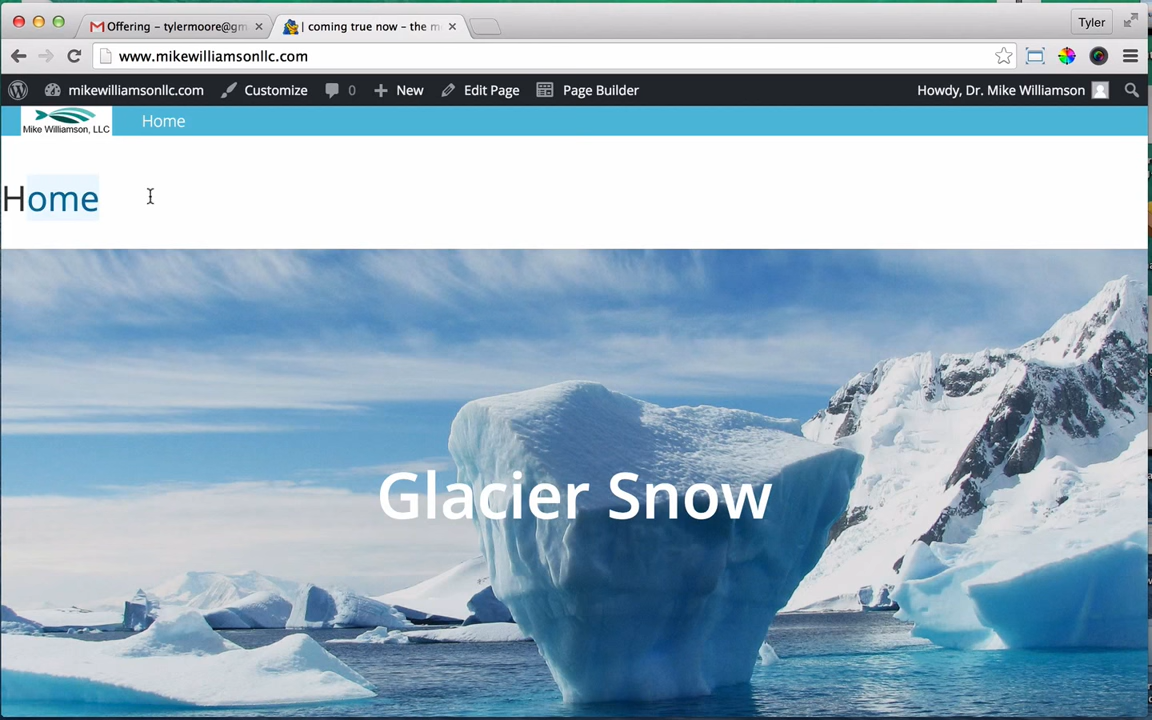 Offering – tylermoore@gm
| coming true now – the m
Tyler
www.mikewilliamsonllc.com
mikewilliamsonllc.com Customize 0 New Edit Page Page Builder Howdy, Dr. Mike Williamson
Mike Williamson, LLC
Home
Home
Glacier Snow